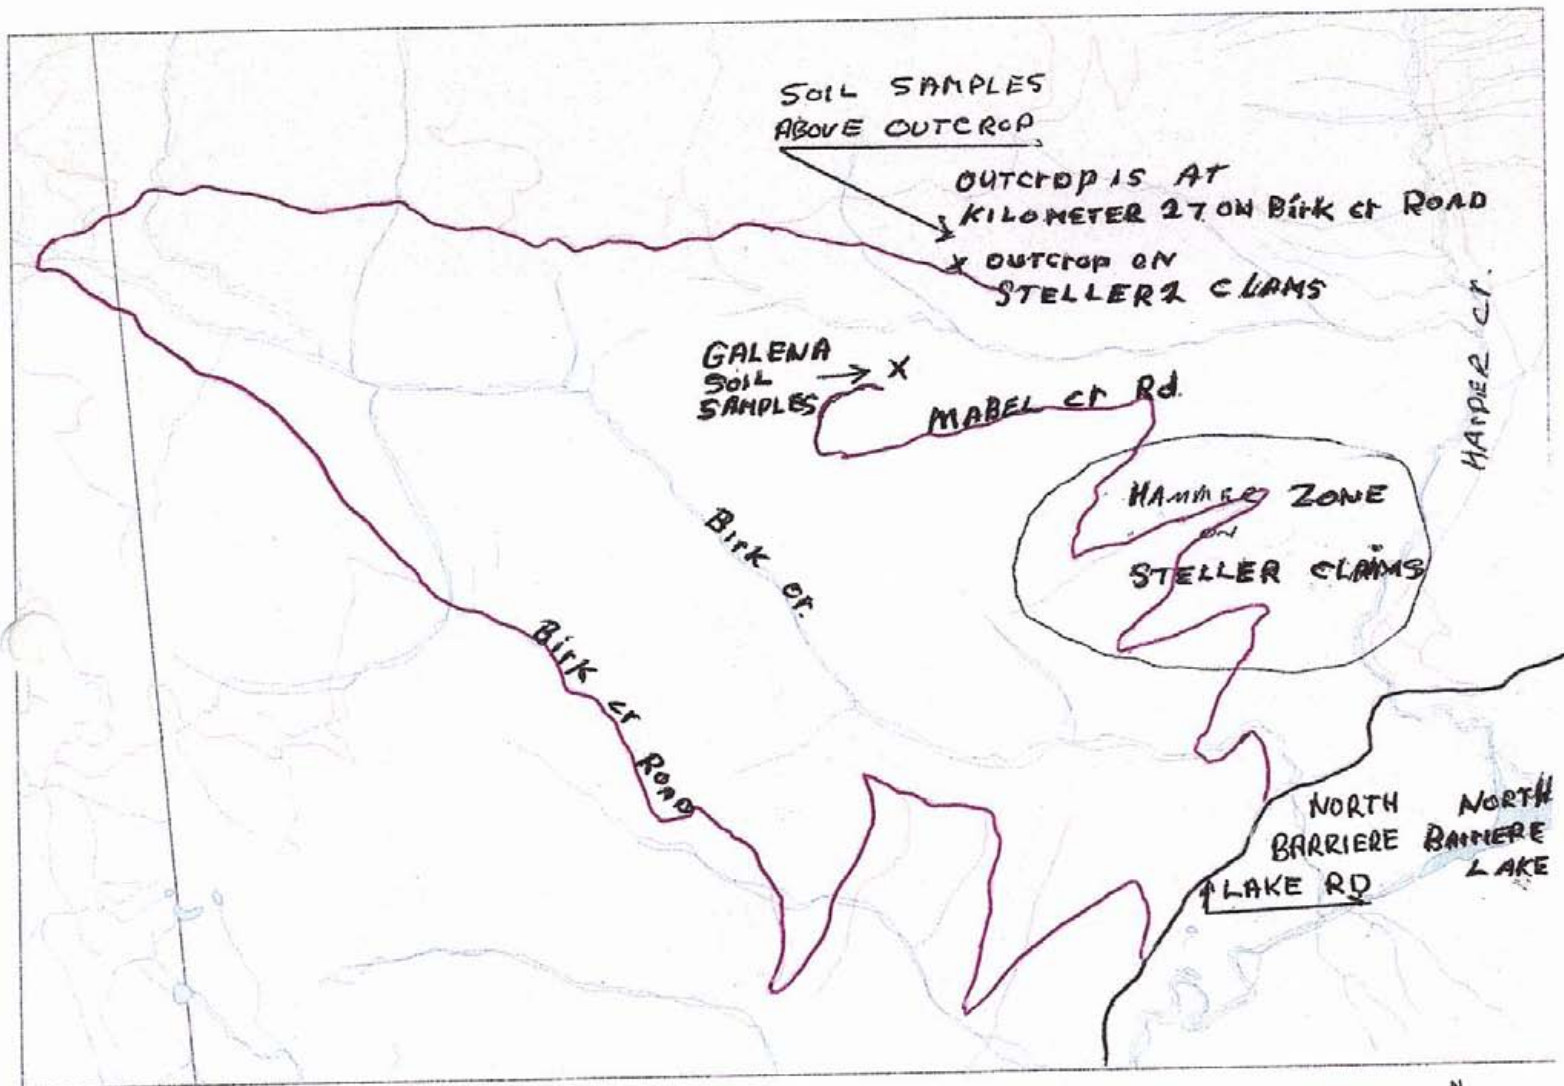 SOIL SAMPLES
ABOVE OUTCROP
OUTCrOP IS AT
KILOMETER 27 ON Birk cr ROAD
X OUTCrOP ON
STELLER 2 CLAMS
GALENA
SOIL
SAMPLES
X
MABEL cr Rd.
HARPER cr.
HAMMER ZONE
ON
STELLER CLAIMS
Birk cr.
Birk cr ROAD
NORTH
BARRIERE
LAKE RD
NORTH
BARRIERE
LAKE
N